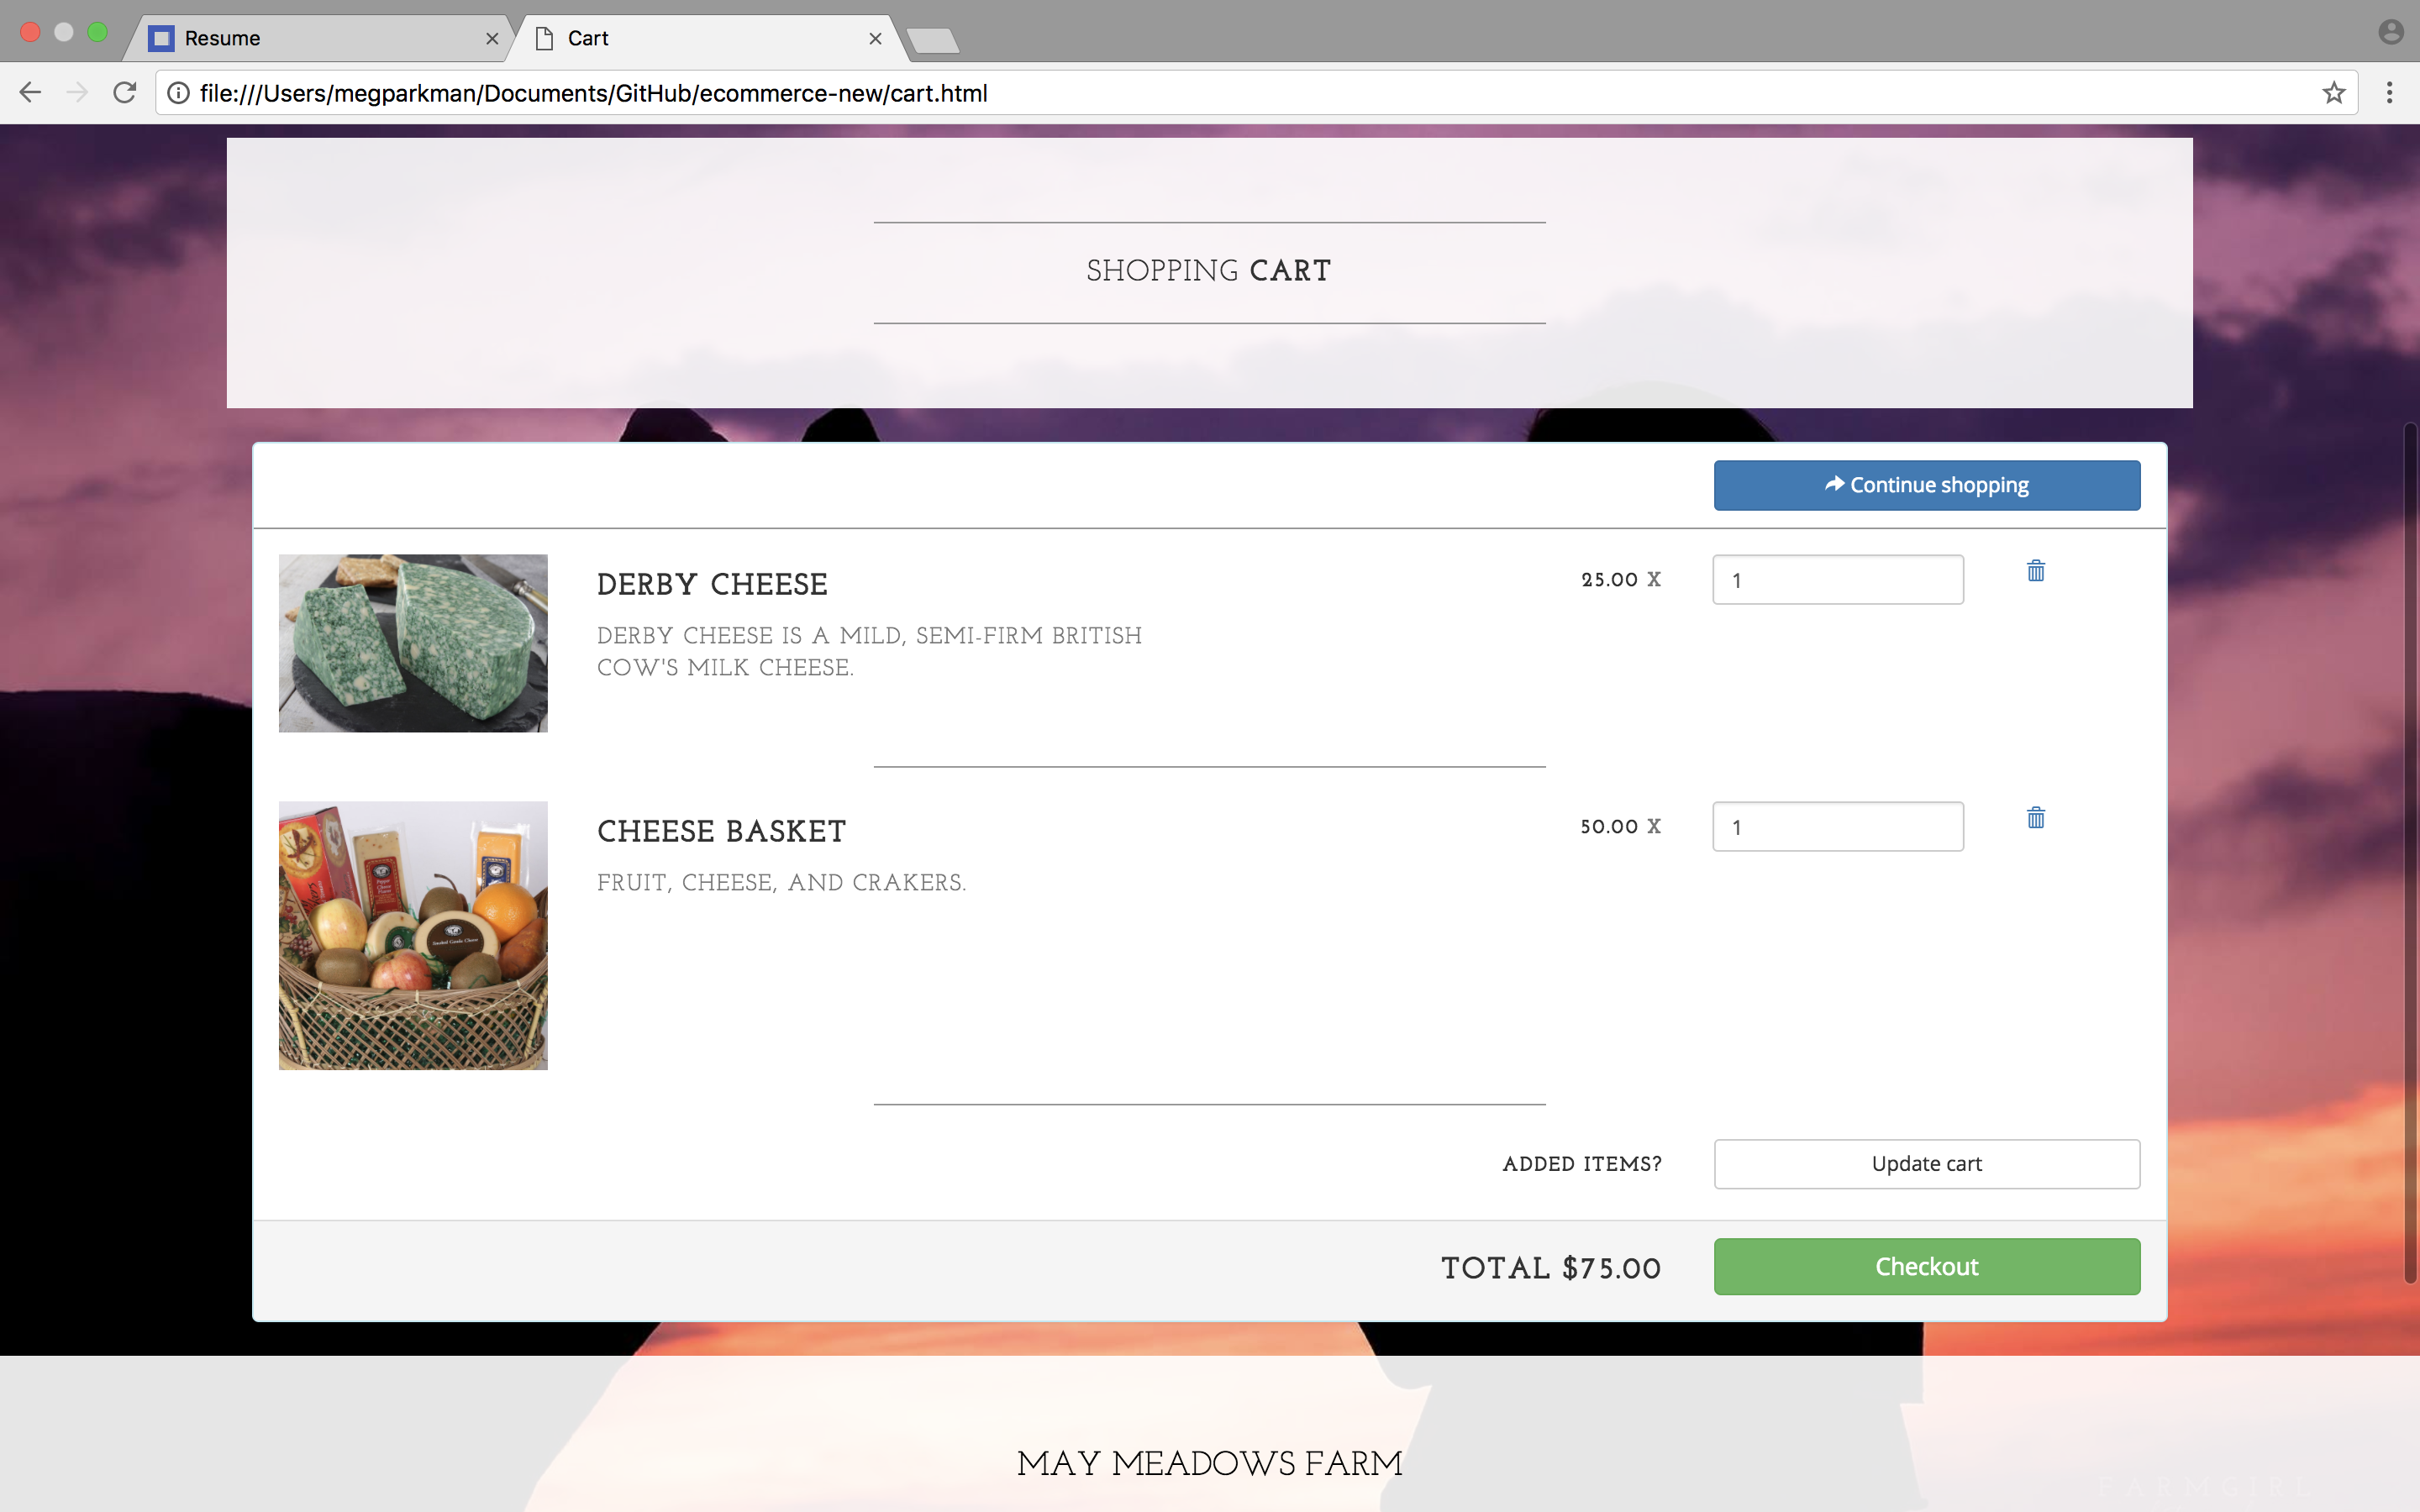 Resume
Cart
file:///Users/megparkman/Documents/GitHub/ecommerce-new/cart.html
SHOPPING CART
Continue shopping
DERBY CHEESE
25.00 X
1
DERBY CHEESE IS A MILD, SEMI-FIRM BRITISH
COW'S MILK CHEESE.
CHEESE BASKET
50.00 X
1
FRUIT, CHEESE, AND CRAKERS.
ADDED ITEMS?
Update cart
TOTAL $75.00
Checkout
MAY MEADOWS FARM
FARMGIRL